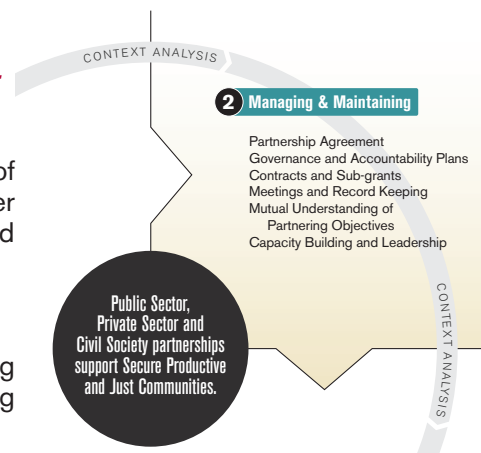 CONTEXT ANALYSIS
2 Managing & Maintaining
Partnership Agreement
Governance and Accountability Plans
Contracts and Sub-grants
Meetings and Record Keeping
Mutual Understanding of
Partnering Objectives
Capacity Building and Leadership
of
er
d
Public Sector,
Private Sector and
Civil Society partnerships
support Secure Productive
and Just Communities.
CONTEXT ANALYSIS
g
g